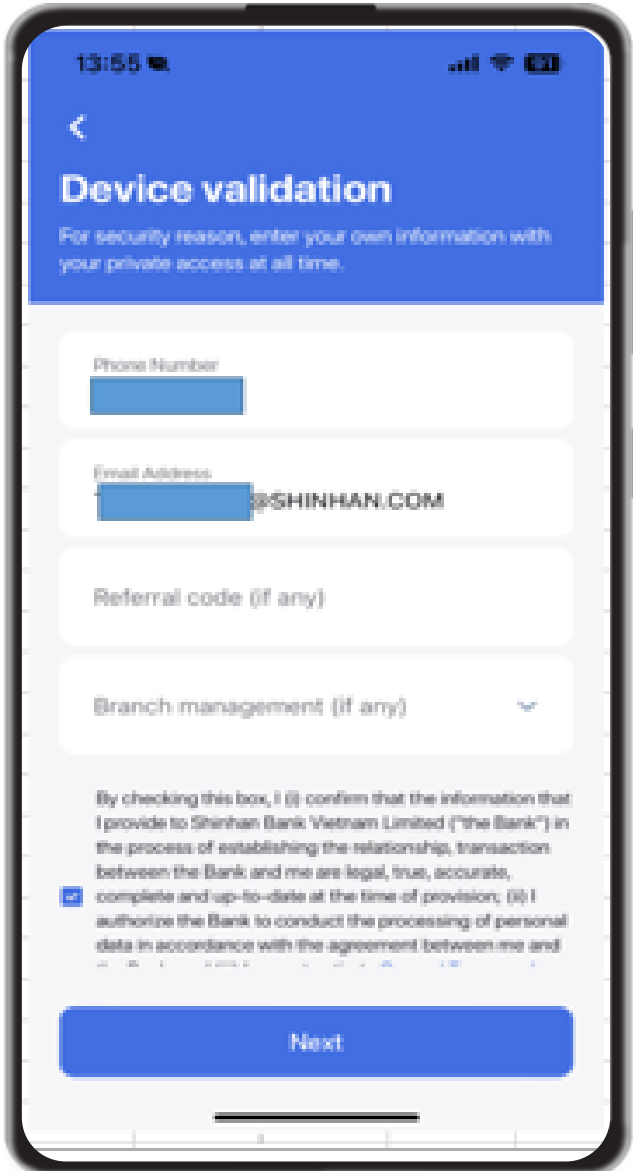 13:55
91
Device validation
For security reason, enter your own information with
your private access at all time.
Phone Number
Email Address
@SHINHAN.COM
Referral code (if any)
Branch management (if any)
By checking this box, I (i) confirm that the information that
I provide to Shinhan Bank Vietnam Limited ("the Bank") in
the process of establishing the relationship, transaction
between the Bank and me are legal, true, accurate,
complete and up-to-date at the time of provision; (ii) I
authorize the Bank to conduct the processing of personal
data in accordance with the agreement between me and
Next